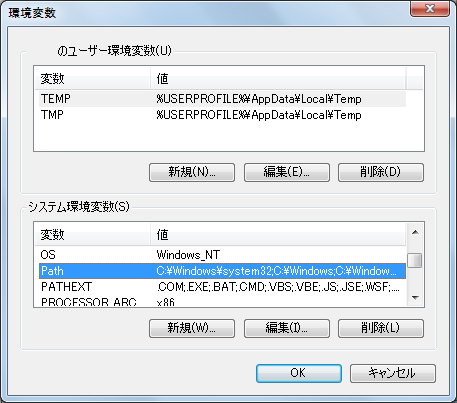 環境変数
のユーザー環境変数(U)
変数 値
TEMP %USERPROFILE%¥AppData¥Local¥Temp
TMP %USERPROFILE%¥AppData¥Local¥Temp
新規(N)... 編集(E)... 削除(D)
システム環境変数(S)
変数 値
OS Windows_NT
Path C:¥Windows¥system32;C:¥Windows;C:¥Window...
PATHEXT .COM;.EXE;.BAT;.CMD;.VBS;.VBE;.JS;.JSE;.WSF;....
PROCESSOR_ARC x86
新規(W)... 編集(I)... 削除(L)
OK キャンセル